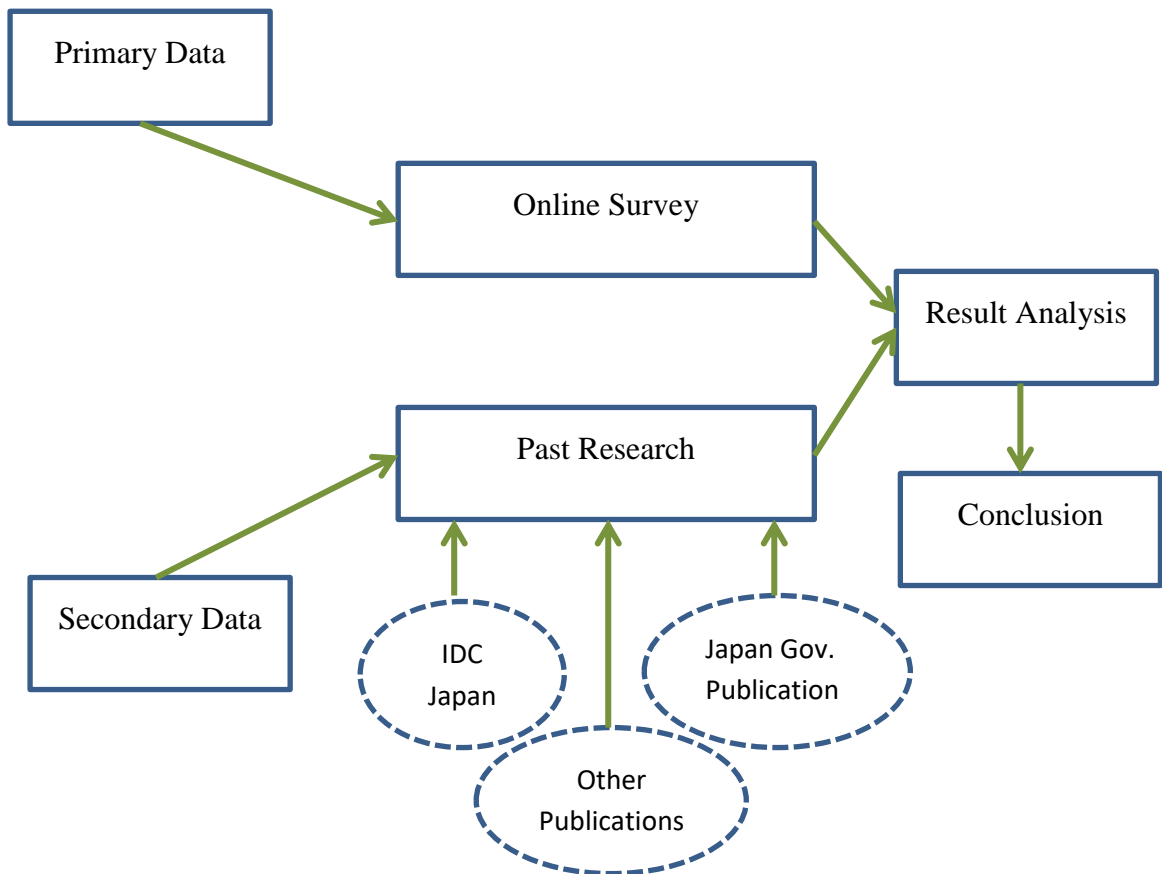 Primary Data
Online Survey
Result Analysis
Past Research
Conclusion
Secondary Data
IDC
Japan
Japan Gov.
Publication
Other
Publications